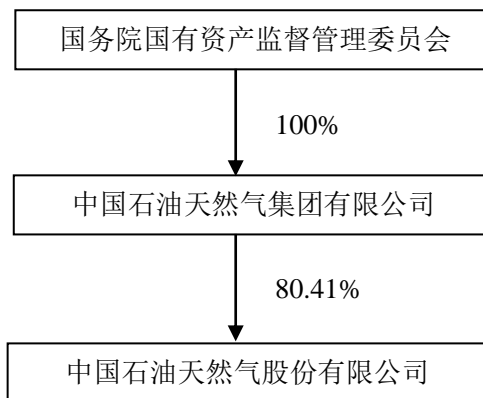 国务院国有资产监督管理委员会
100%
中国石油天然气集团有限公司
80.41%
中国石油天然气股份有限公司